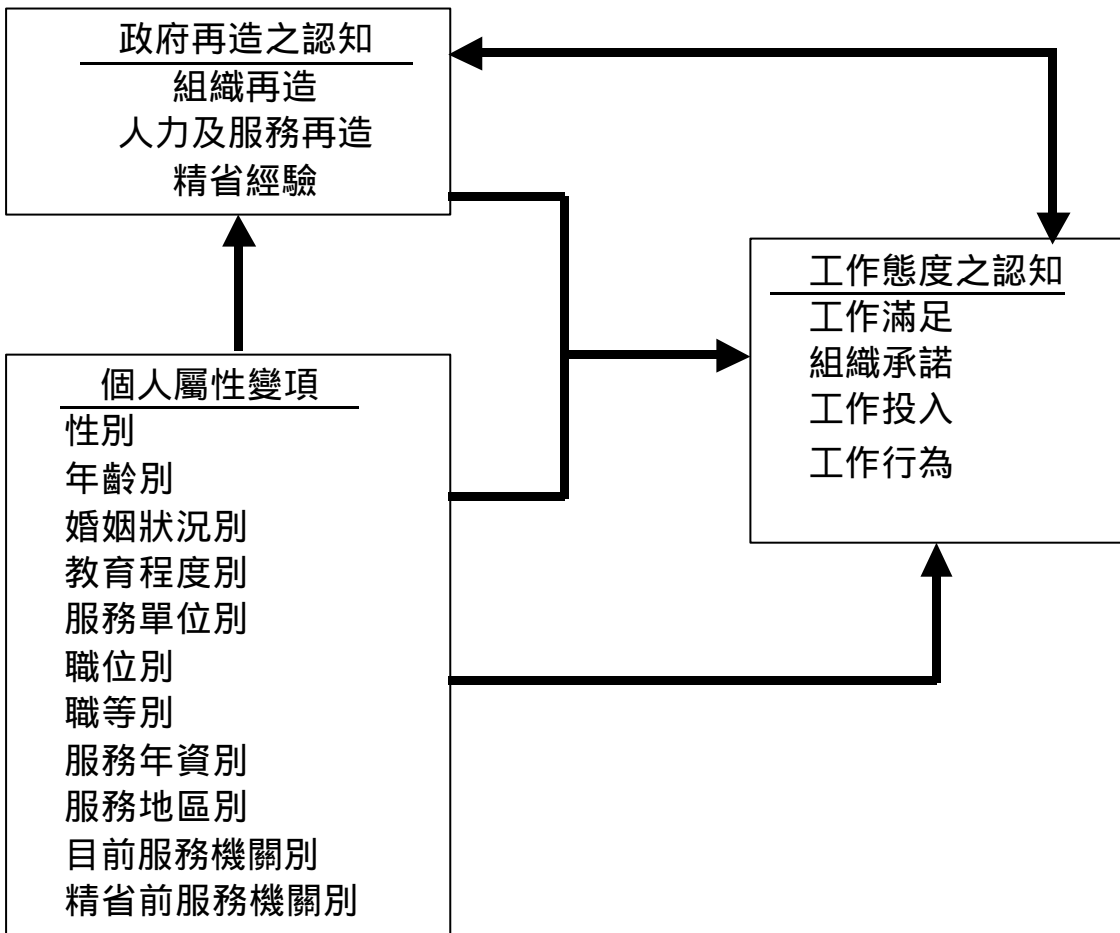 政府再造之認知
組織再造
人力及服務再造
精省經驗
工作態度之認知
工作滿足
組織承諾
工作投入
工作行為
個人屬性變項
性別
年齡別
婚姻狀況別
教育程度別
服務單位別
職位別
職等別
服務年資別
服務地區別
目前服務機關別
精省前服務機關別